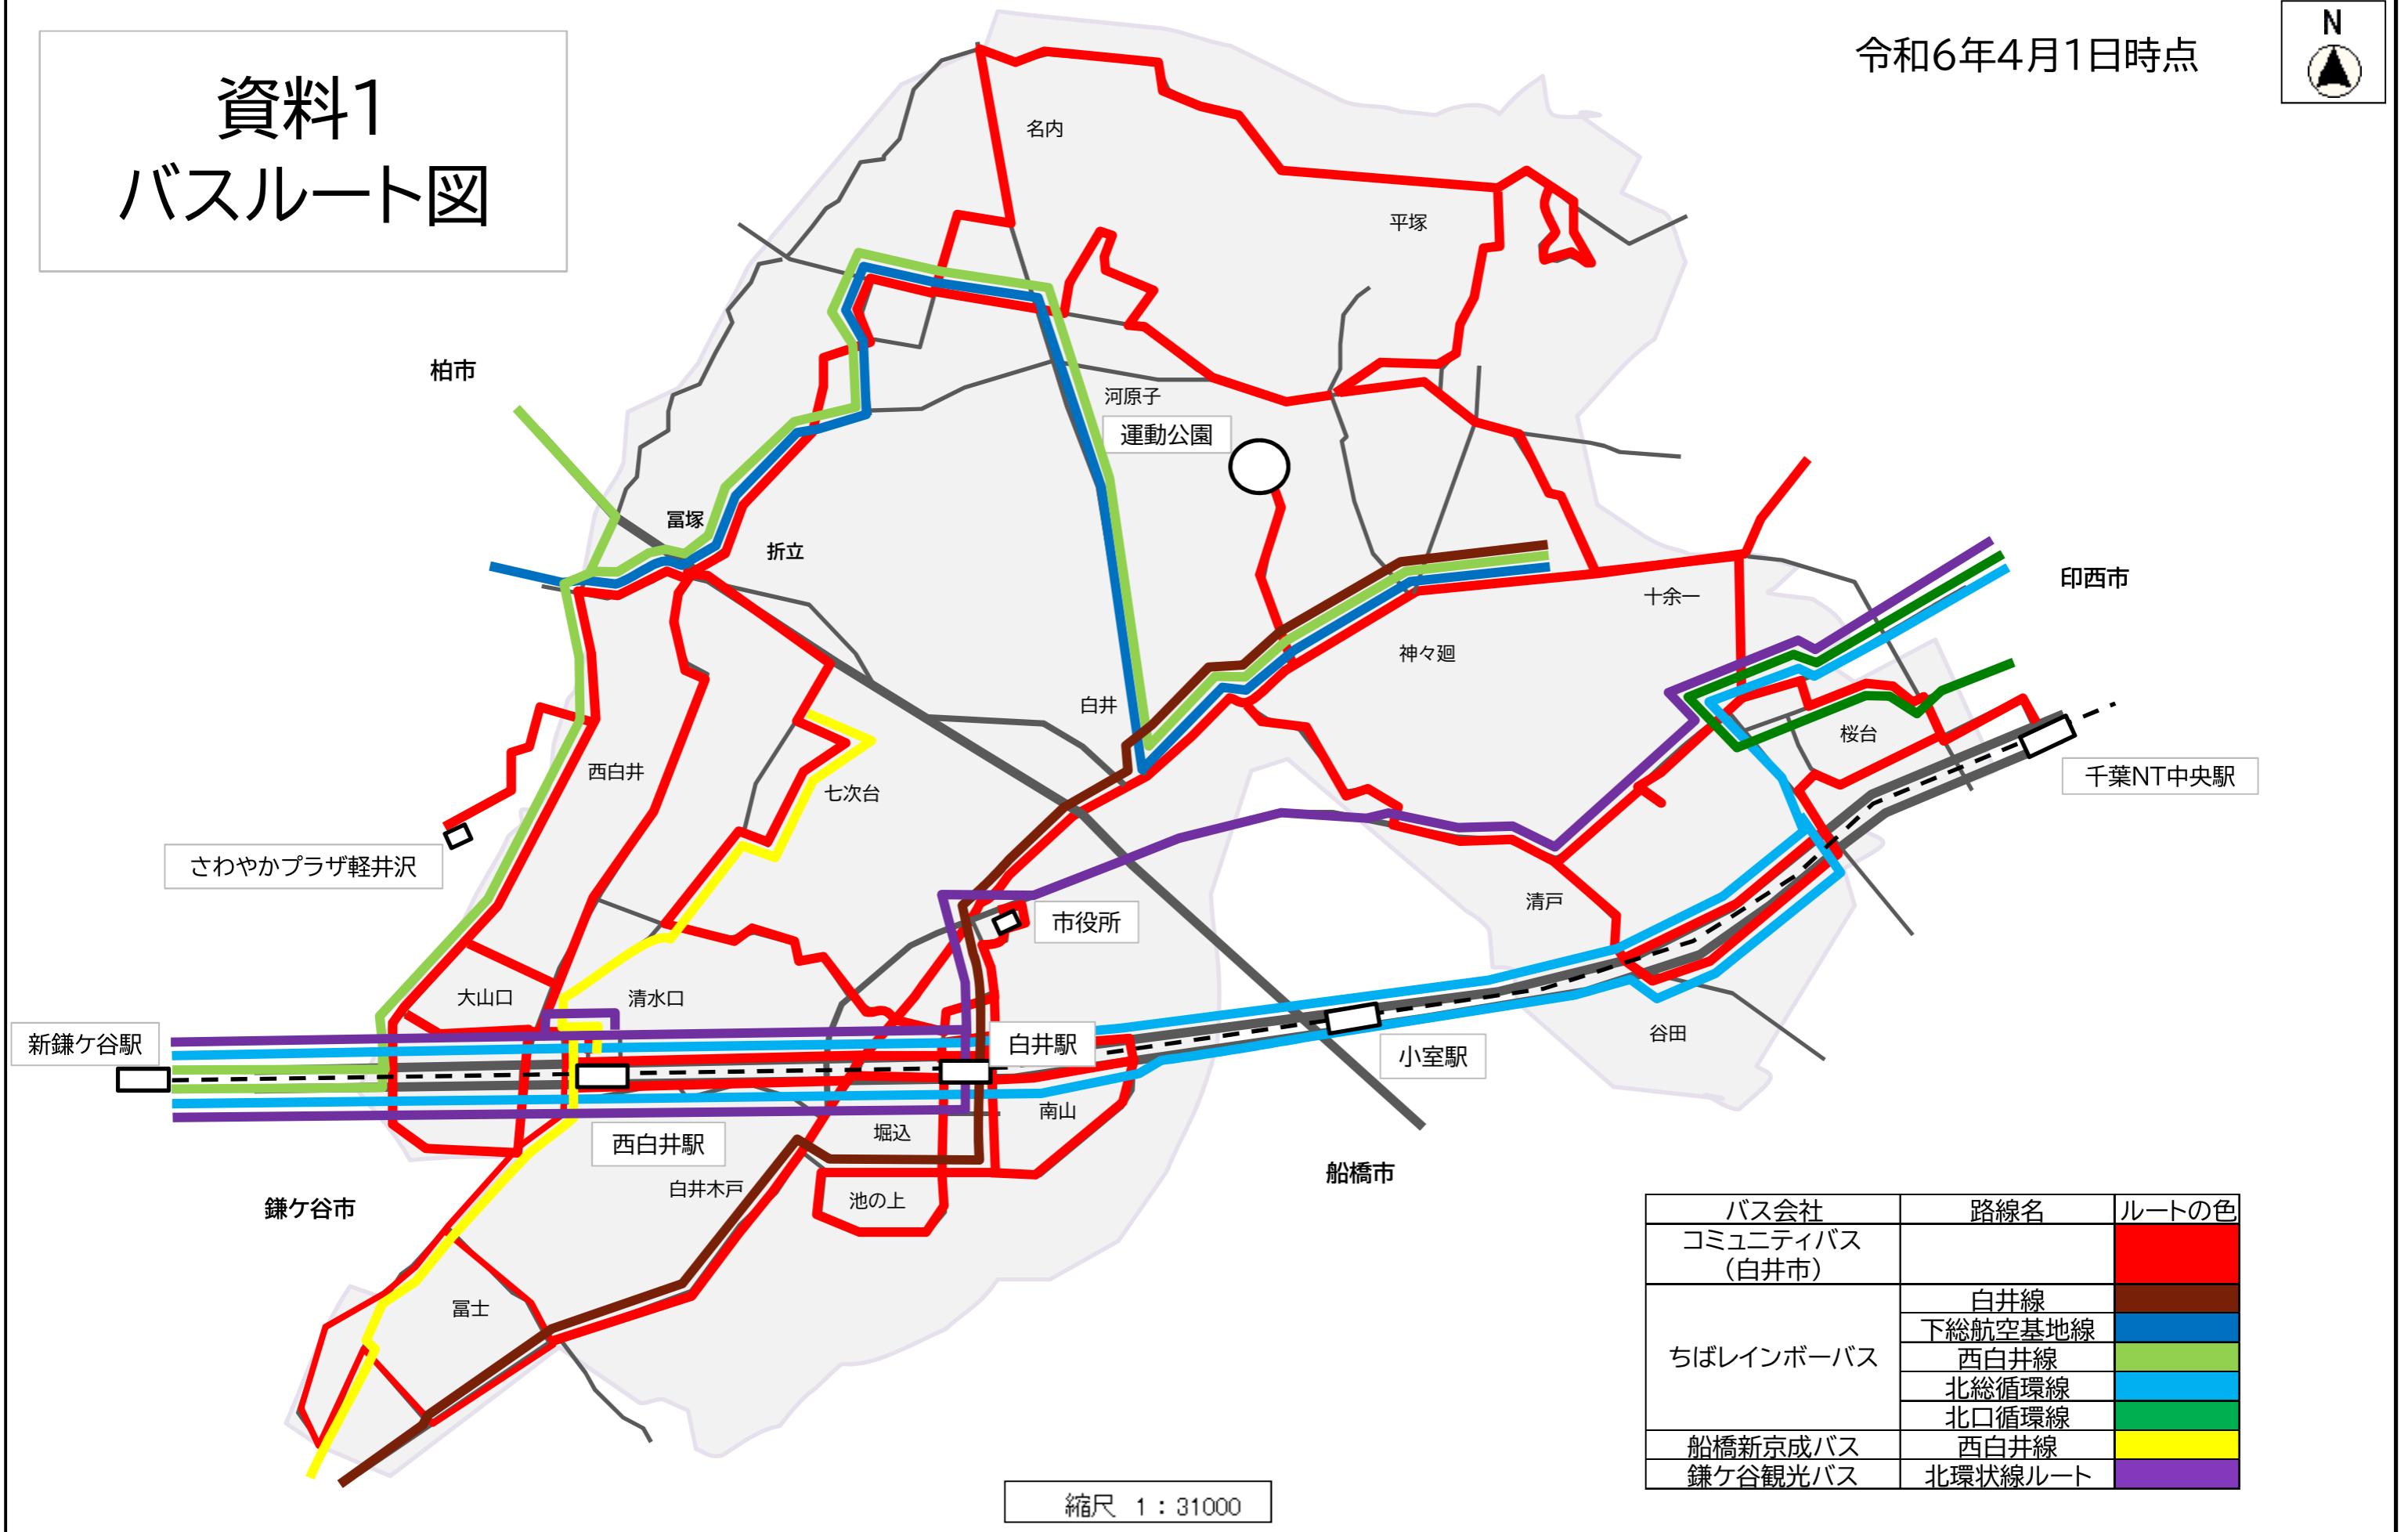 資料1
バスルート図
令和6年4月1日時点
N
名内
平塚
柏市
河原子
運動公園
冨塚
折立
印西市
十余一
神々廻
白井
桜台
西白井
七次台
千葉NT中央駅
さわやかプラザ軽井沢
市役所
清戸
大山口
清水口
新鎌ケ谷駅
白井駅
小室駅
谷田
南山
堀込
西白井駅
船橋市
白井木戸
池の上
鎌ケ谷市
冨士
バス会社 路線名 ルートの色
コミュニティバス
（白井市）
ちばレインボーバス
白井線
下総航空基地線
西白井線
北総循環線
北口循環線
船橋新京成バス 西白井線
鎌ケ谷観光バス 北環状線ルート
縮尺 1：31000